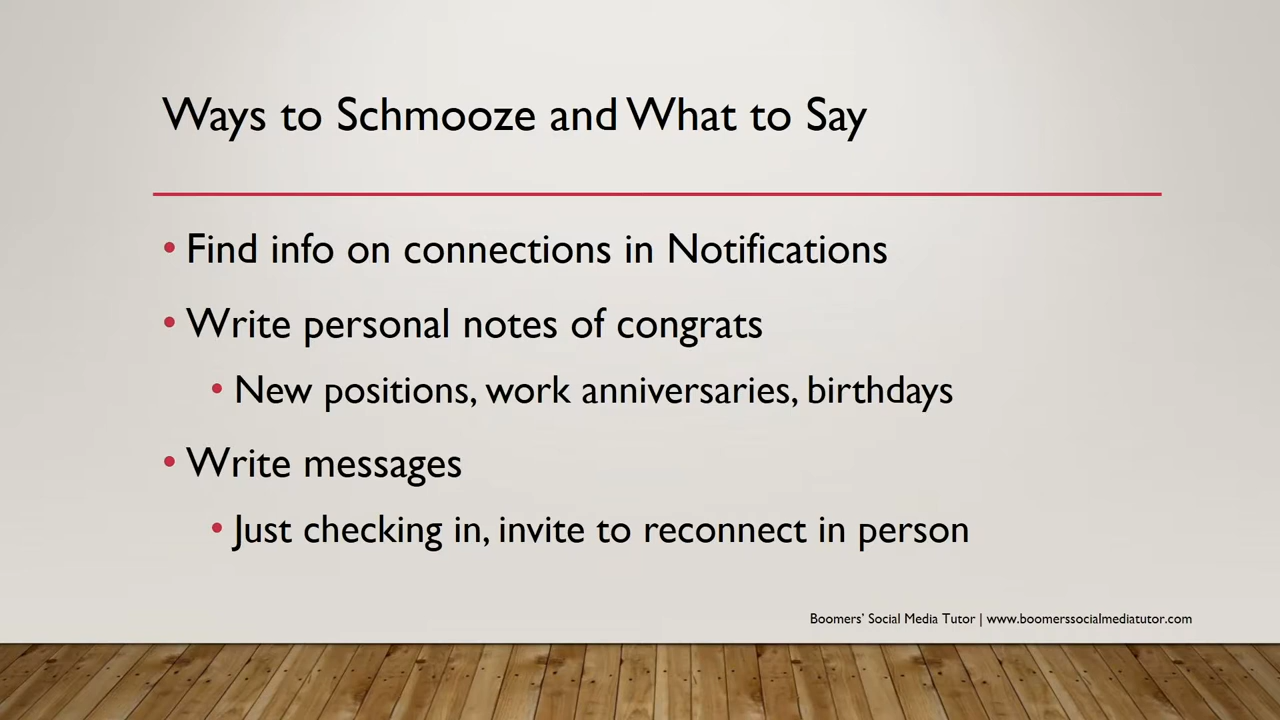 Ways to Schmooze and What to Say
• Find info on connections in Notifications
• Write personal notes of congrats
• New positions, work anniversaries, birthdays
• Write messages
• Just checking in, invite to reconnect in person
Boomers’ Social Media Tutor | www.boomerssocialmediatutor.com